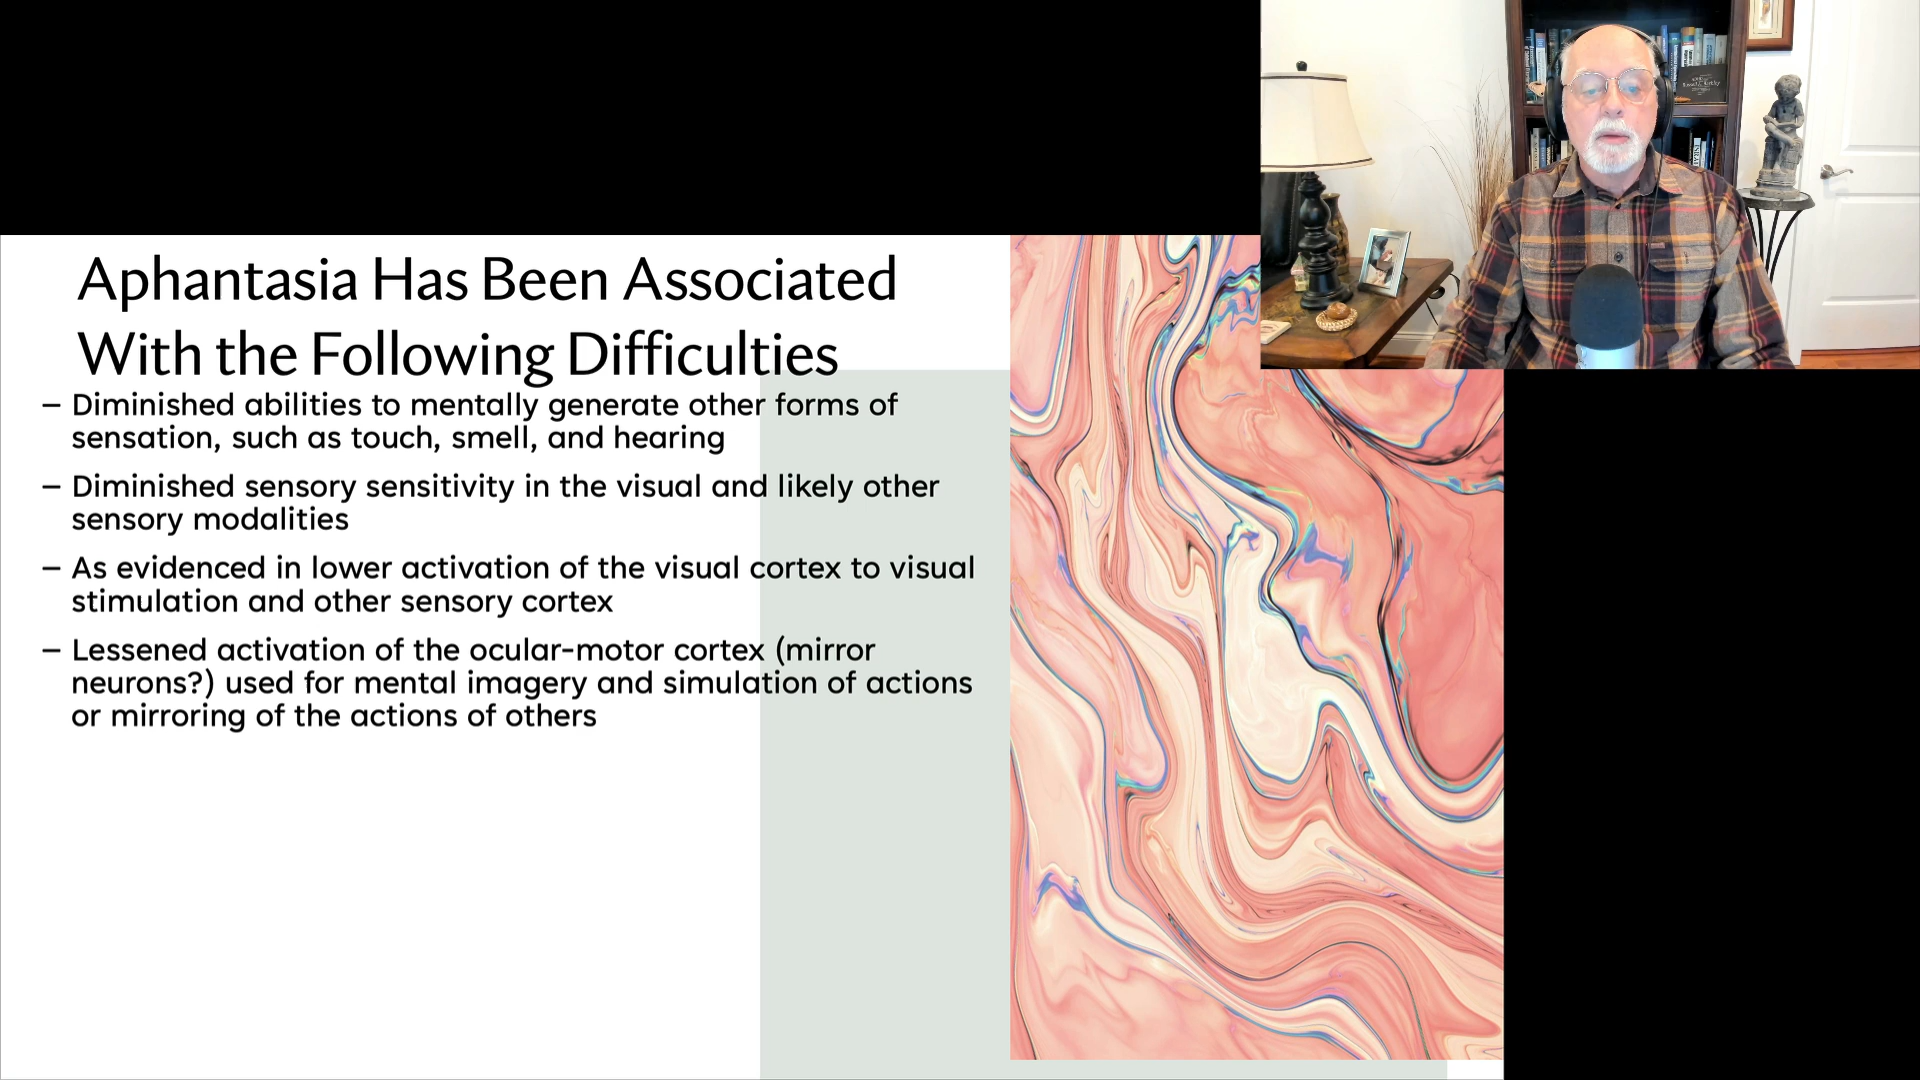 Aphantasia Has Been Associated
With the Following Difficulties
– Diminished abilities to mentally generate other forms of
sensation, such as touch, smell, and hearing
– Diminished sensory sensitivity in the visual and likely other
sensory modalities
– As evidenced in lower activation of the visual cortex to visual
stimulation and other sensory cortex
– Lessened activation of the ocular-motor cortex (mirror
neurons?) used for mental imagery and simulation of actions
or mirroring of the actions of others